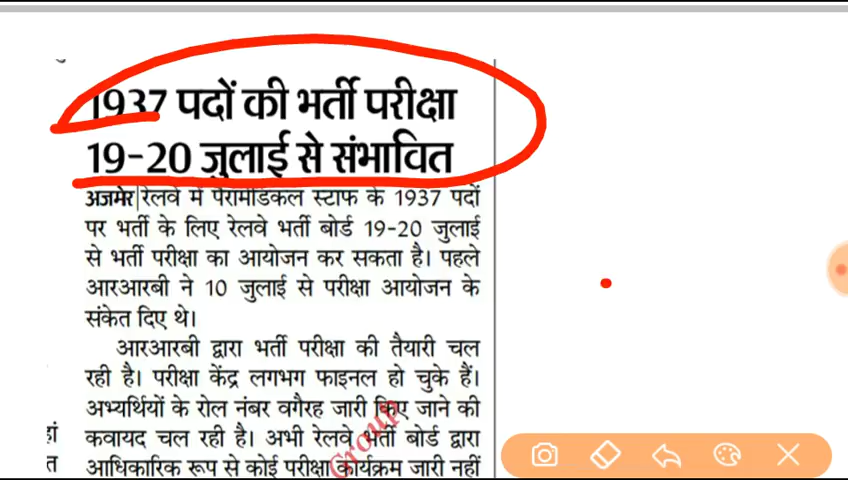 1937 पदों की भर्ती परीक्षा
19-20 जुलाई से संभावित
अजमेर|रेलवे में पैरामेडिकल स्टाफ के 1937 पदों
पर भर्ती के लिए रेलवे भर्ती बोर्ड 19-20 जुलाई
से भर्ती परीक्षा का आयोजन कर सकता है। पहले
आरआरबी ने 10 जुलाई से परीक्षा आयोजन के
संकेत दिए थे।
आरआरबी द्वारा भर्ती परीक्षा की तैयारी चल
रही है। परीक्षा केंद्र लगभग फाइनल हो चुके हैं।
अभ्यर्थियों के रोल नंबर वगैरह जारी किए जाने की
कवायद चल रही है। अभी रेलवे भर्ती बोर्ड द्वारा
आधिकारिक रूप से कोई परीक्षा कार्यक्रम जारी नहीं
Group
हां
त